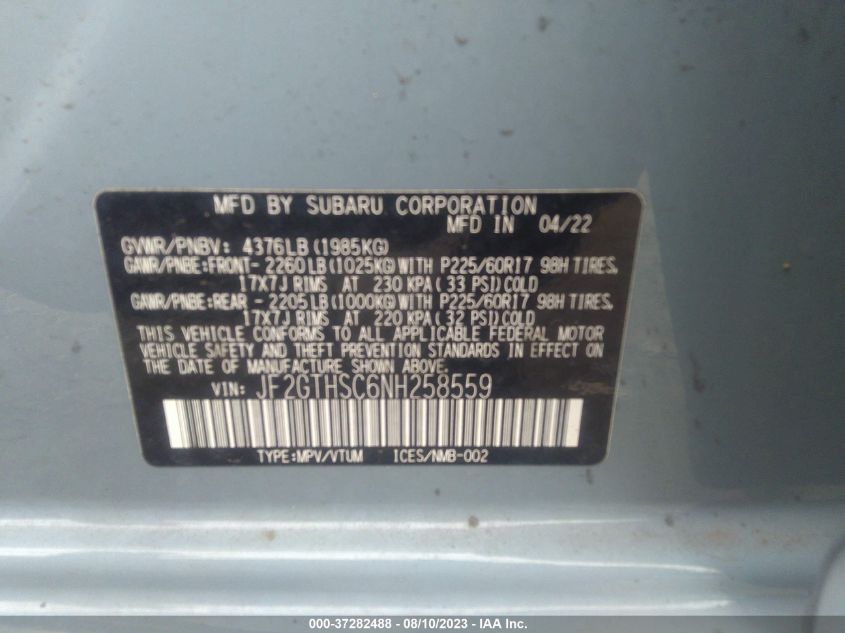 MFD BY SUBARU CORPORATION
MFD IN 04/22
GVWR/PNBV: 4376LB(1985KG)
GAWR/PNBE:FRONT-2260LB(1025KG)WITH P225/60R17 98H TIRES,
17X7J RIMS AT 230 KPA(33 PSI)COLD
GAWR/PNBE:REAR -2205LB(1000KG)WITH P225/60R17 98H TIRES,
17X7J RIMS AT 220 KPA(32 PSI)COLD
THIS VEHICLE CONFORMS TO ALL APPLICABLE FEDERAL MOTOR
VEHICLE SAFETY AND THEFT PREVENTION STANDARDS IN EFFECT ON
THE DATE OF MANUFACTURE SHOWN ABOVE.
VIN: JF2GTHSC6NH258559
TYPE:MPV/VTUM ICES/NMB-002
000-37282488 - 08/10/2023 - IAA Inc.